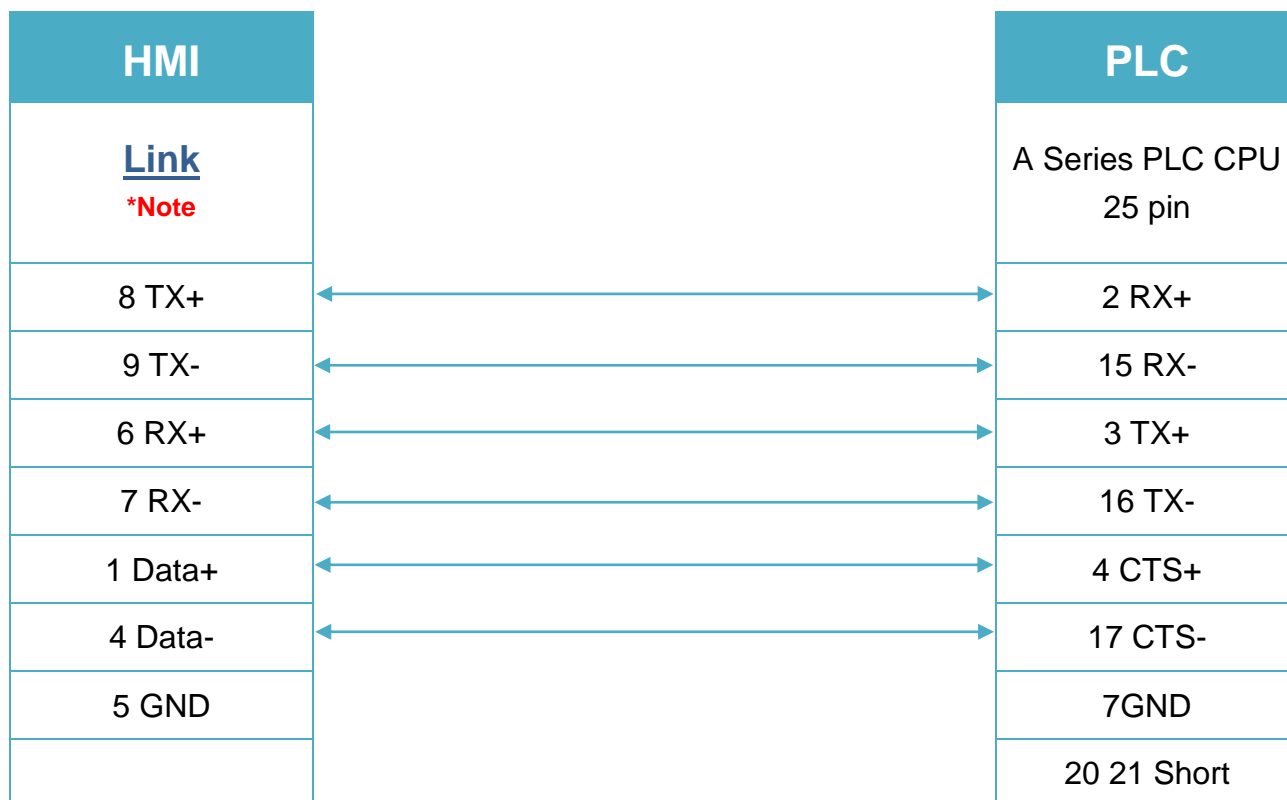 HMI PLC
Link
*Note
A Series PLC CPU
25 pin
8 TX+ 2 RX+
9 TX- 15 RX-
6 RX+ 3 TX+
7 RX- 16 TX-
1 Data+ 4 CTS+
4 Data- 17 CTS-
5 GND 7GND
20 21 Short